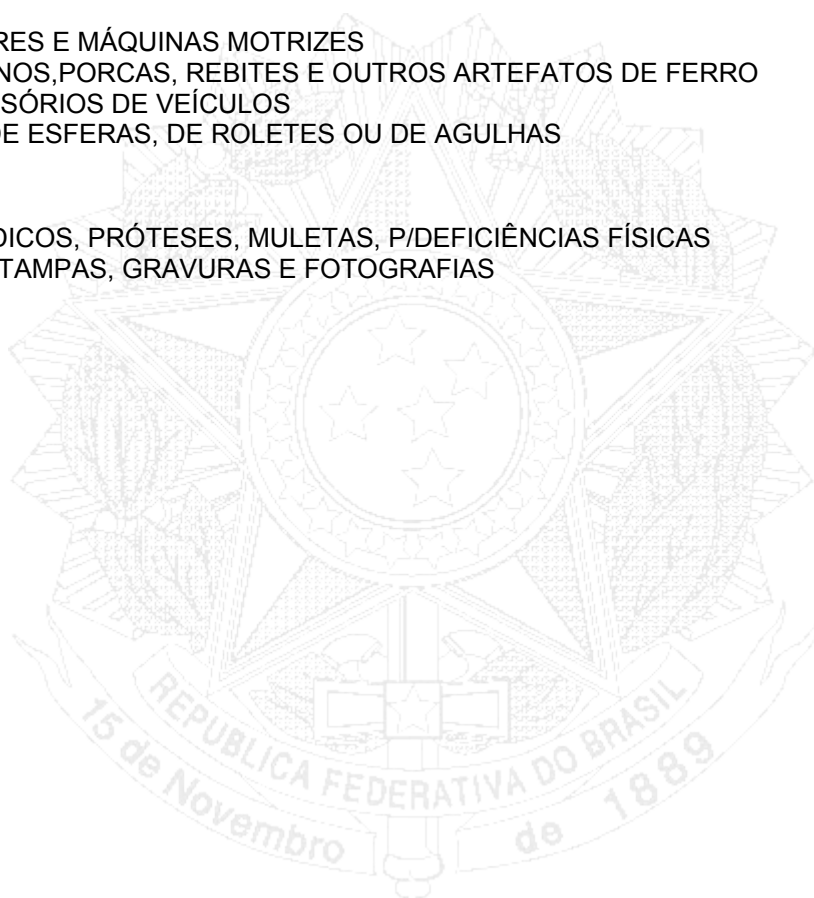 RES E MÁQUINAS MOTRIZES
NOS,PORCAS, REBITES E OUTROS ARTEFATOS DE FERRO
SÓRIOS DE VEÍCULOS
DE ESFERAS, DE ROLETES OU DE AGULHAS
DICOS, PRÓTESES, MULETAS, P/DEFICIÊNCIAS FÍSICAS
TAMPAS, GRAVURAS E FOTOGRAFIAS
REPUBLICA FEDERATIVA DO BRASIL
15 de Novembro de 1889